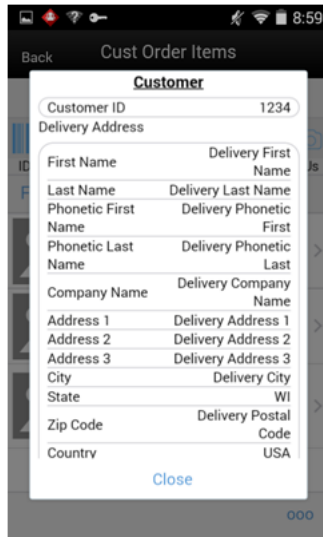 8:59
Back Cust Order Items
Customer
Customer ID 1234
Delivery Address
First Name Delivery First
Name
Last Name Delivery Last Name
Phonetic First Delivery Phonetic
Name First
Phonetic Last Delivery Phonetic
Name Last
Company Name Delivery Company
Name
Address 1 Delivery Address 1
Address 2 Delivery Address 2
Address 3 Delivery Address 3
City Delivery City
State WI
Zip Code Delivery Postal
Code
Country USA
Close